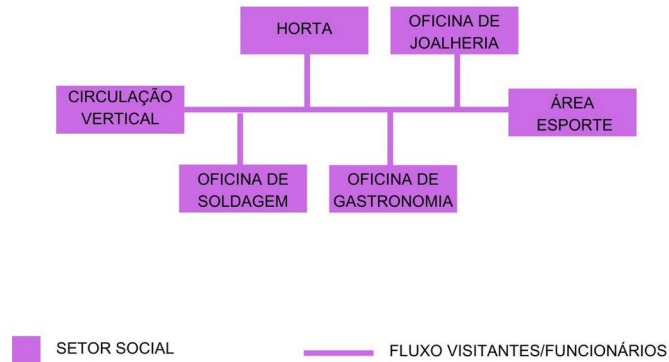 HORTA
OFICINA DE
JOALHERIA
CIRCULAÇÃO
VERTICAL
ÁREA
ESPORTE
OFICINA DE
SOLDAGEM
OFICINA DE
GASTRONOMIA
SETOR SOCIAL
FLUXO VISITANTES/FUNCIONÁRIOS